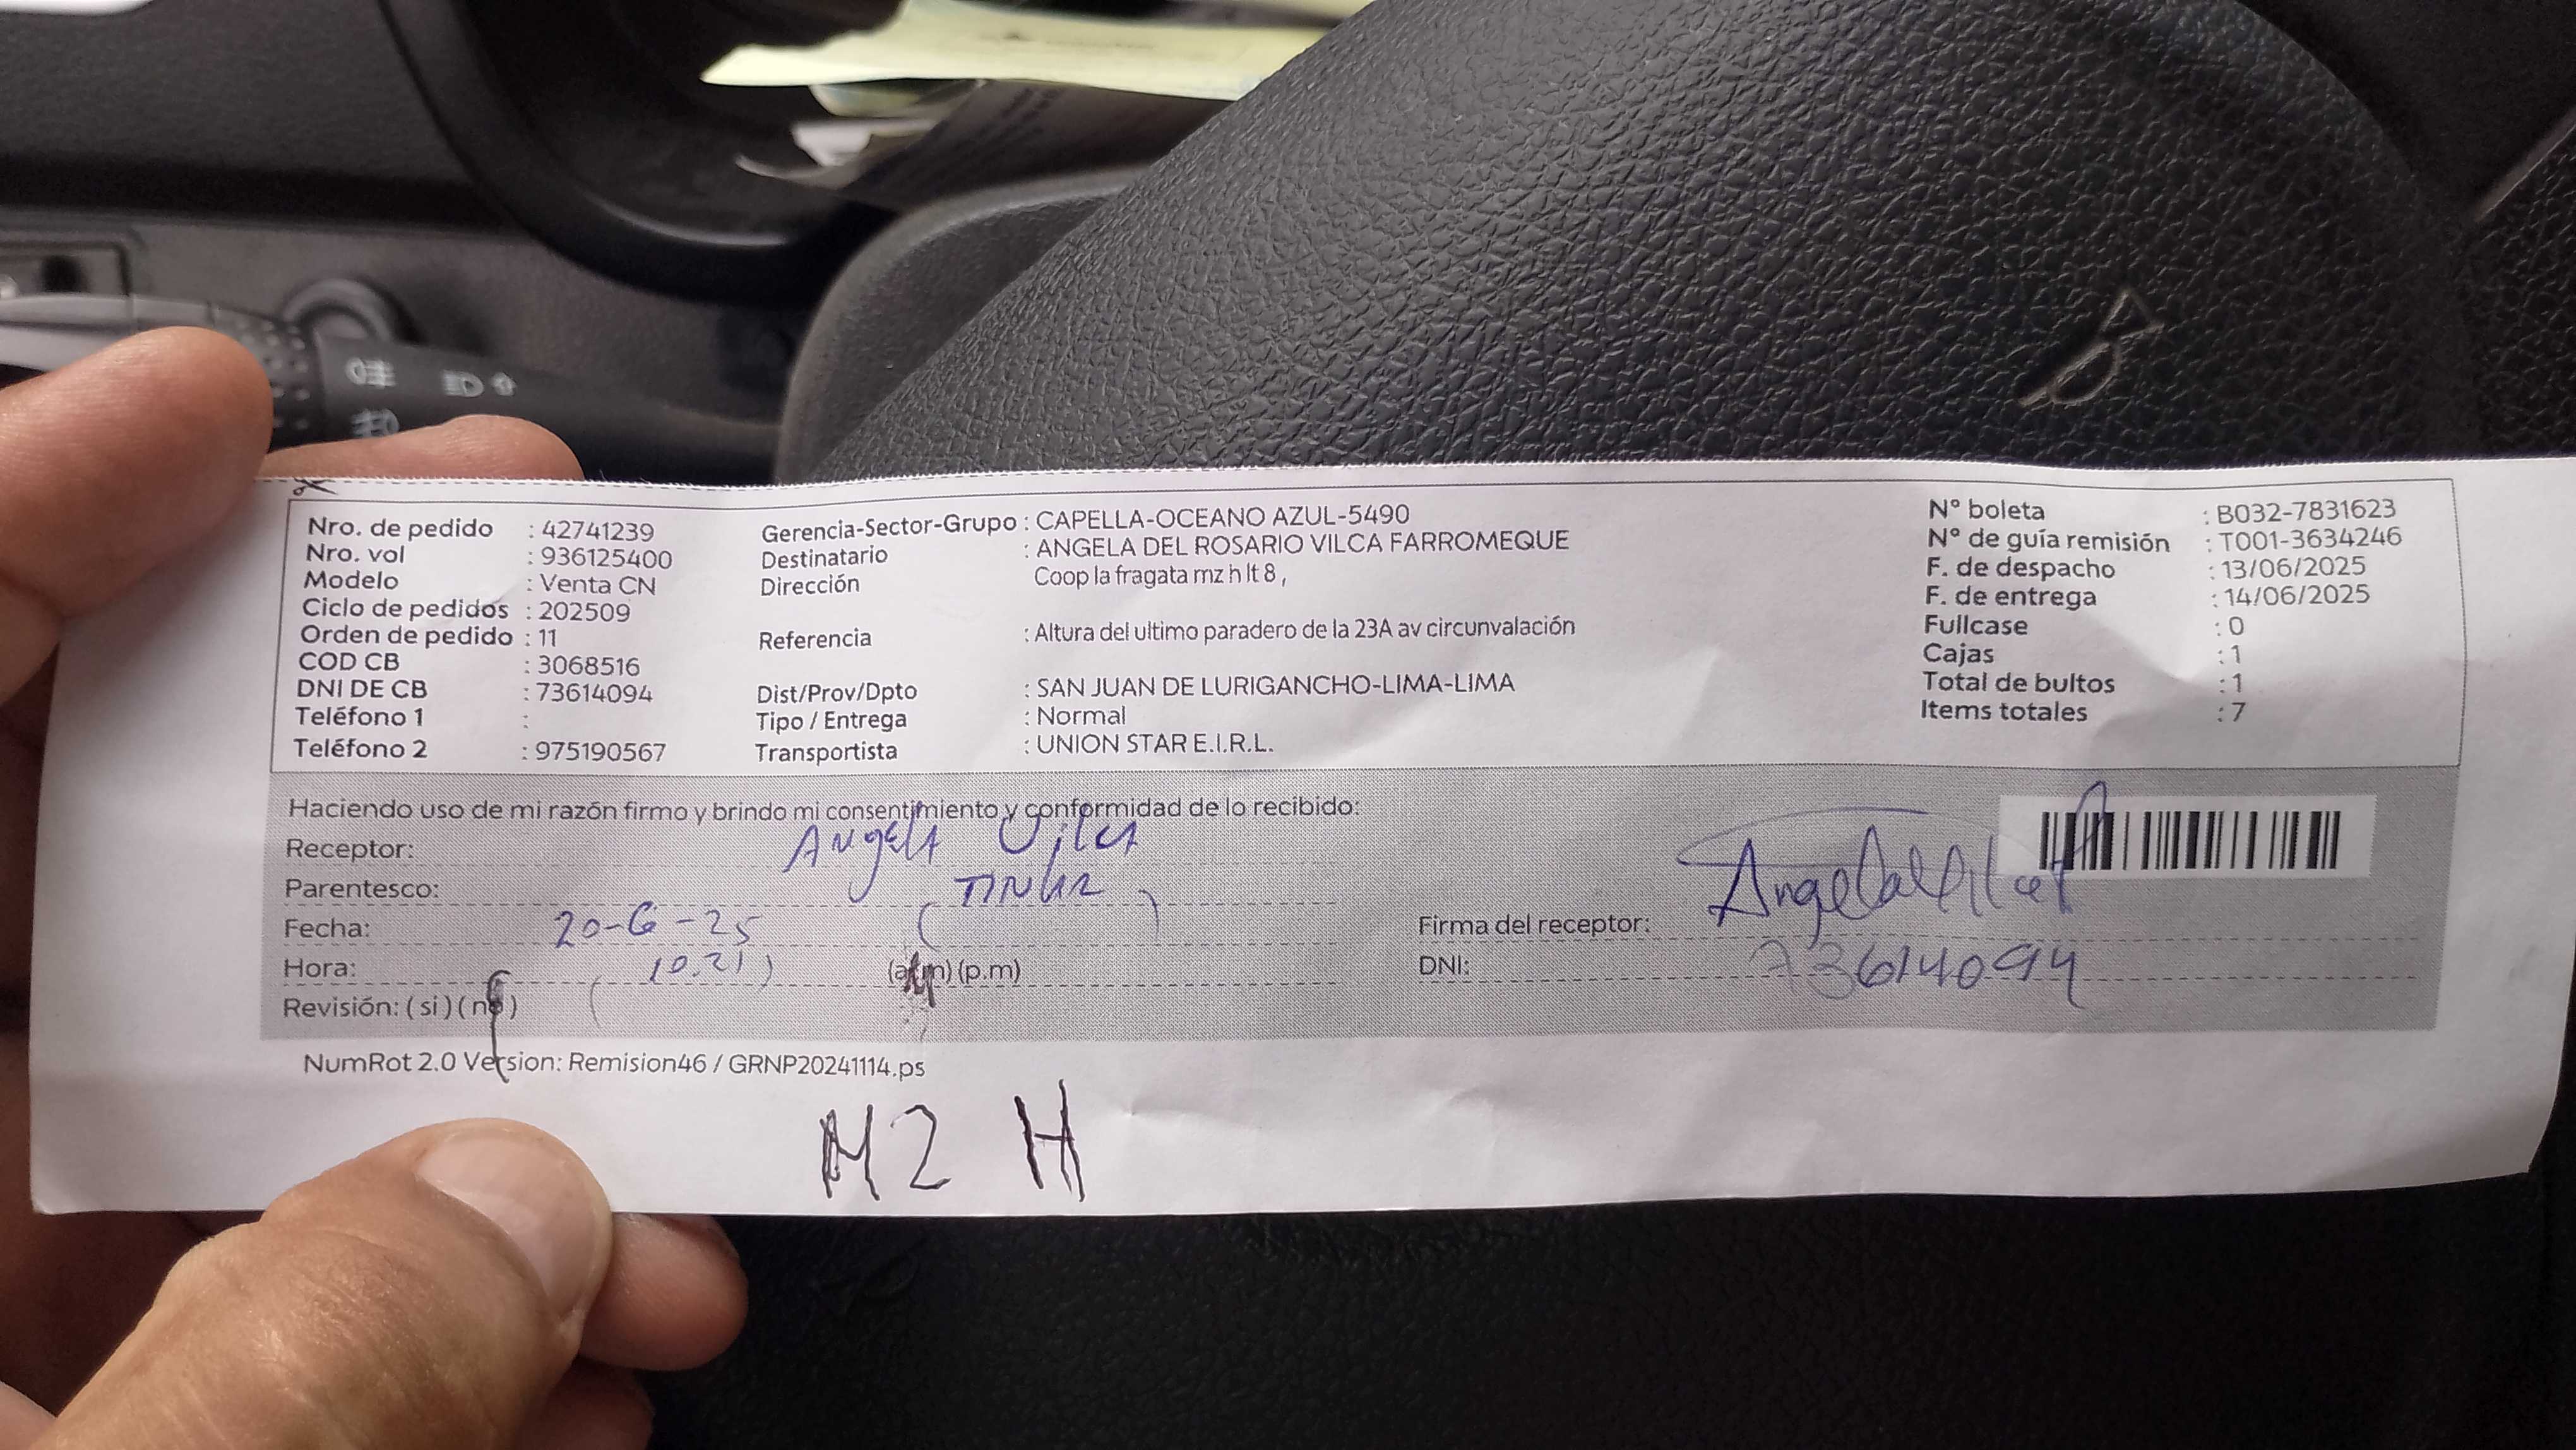 Nro. de pedido : 42741239
Nro. vol : 936125400
Modelo : Venta CN
Ciclo de pedidos : 202509
Orden de pedido : 11
COD CB : 3068516
DNI DE CB : 73614094
Teléfono 1 :
Teléfono 2 : 975190567
Gerencia-Sector-Grupo : CAPELLA-OCEANO AZUL-5490
Destinatario : ANGELA DEL ROSARIO VILCA FARROMEQUE
Dirección Coop la fragata mz h lt 8 ,
Referencia : Altura del ultimo paradero de la 23A av circunvalación
Dist/Prov/Dpto : SAN JUAN DE LURIGANCHO-LIMA-LIMA
Tipo / Entrega : Normal
Transportista : UNION STAR E.I.R.L.
N° boleta : B032-7831623
N° de guía remisión : T001-3634246
F. de despacho : 13/06/2025
F. de entrega : 14/06/2025
Fullcase : 0
Cajas : 1
Total de bultos : 1
Items totales : 7
Haciendo uso de mi razón firmo y brindo mi consentimiento y conformidad de lo recibido:
Receptor: Angela Vilca
Parentesco:
Fecha: 20-6-25
Hora: (10.21) (a.m) (p.m)
Revisión: ( si ) ( no )
Firma del receptor: Angela Vilca
DNI: 73614094
NumRot 2.0 Version: Remision46 / GRNP20241114.ps
MZ H